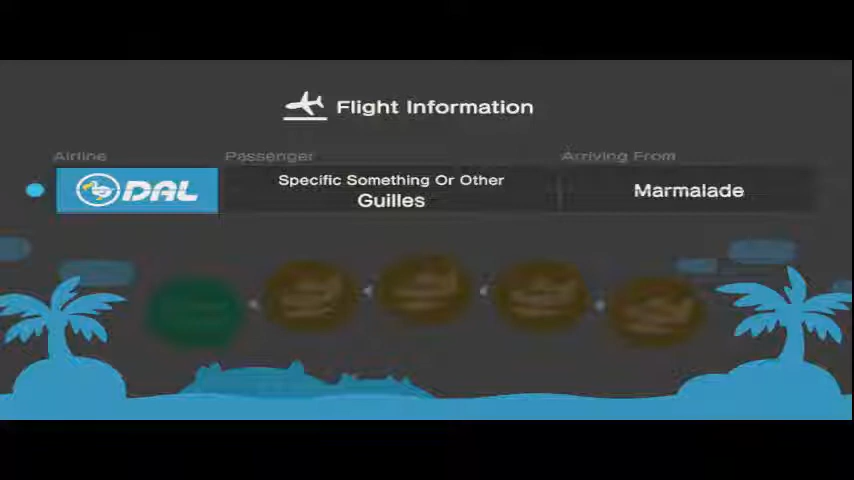 Flight Information
Airline Passenger Arriving From
DAL
Specific Something Or Other
Guilles
Marmalade